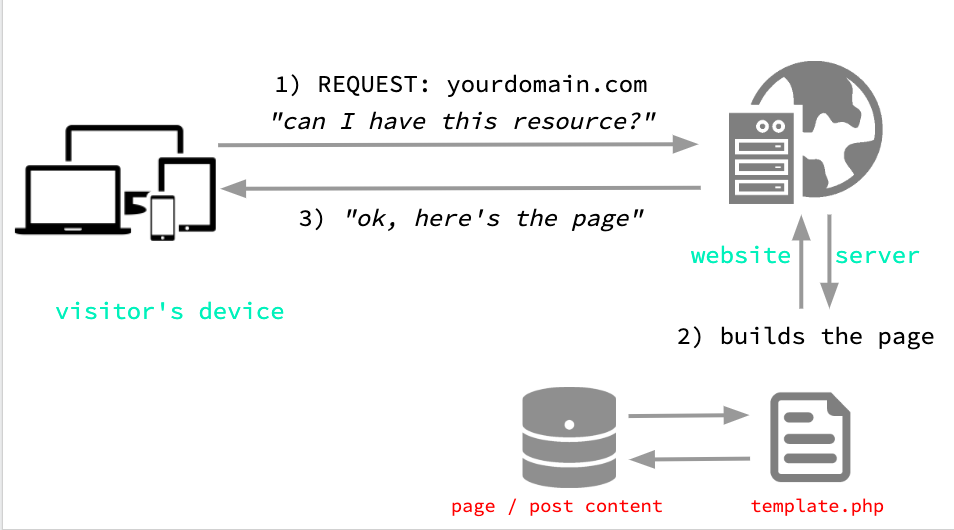 1) REQUEST: yourdomain.com
"can I have this resource?"
3) "ok, here's the page"
website server
visitor's device
2) builds the page
page / post content
template.php